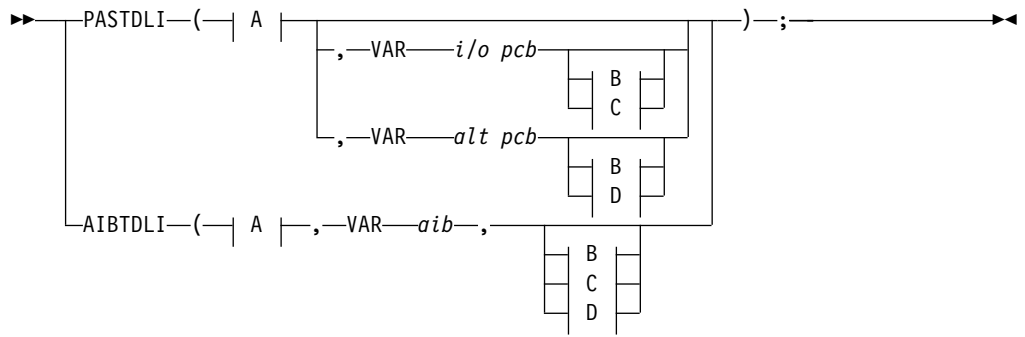 PASTDLI ( A ) ;
, VAR i/o pcb
B
C
, VAR alt pcb
B
D
AIBTDLI ( A , VAR aib ,
B
C
D